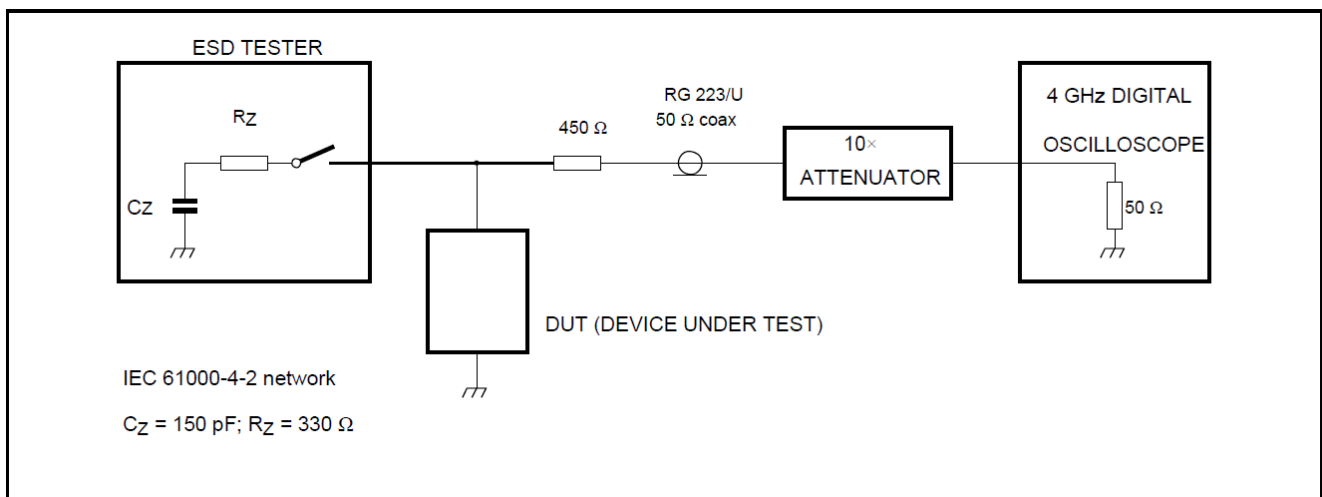 ESD TESTER
RZ
CZ
450 Ω
RG 223/U
50 Ω coax
10×
ATTENUATOR
4 GHz DIGITAL
OSCILLOSCOPE
50 Ω
DUT (DEVICE UNDER TEST)
IEC 61000-4-2 network
CZ = 150 pF; RZ = 330 Ω